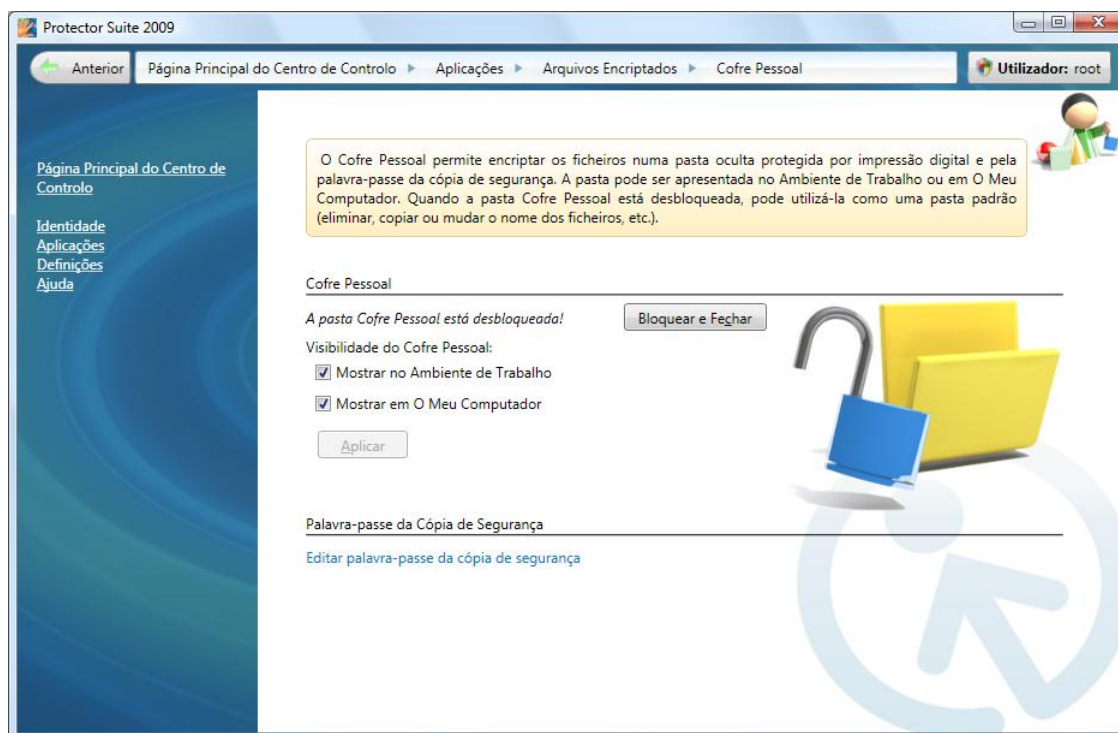 Protector Suite 2009
Anterior
Página Principal do Centro de Controlo
Aplicações
Arquivos Encriptados
Cofre Pessoal
Utilizador: root
Página Principal do Centro de
Controlo
Identidade
Aplicações
Definições
Ajuda
O Cofre Pessoal permite encriptar os ficheiros numa pasta oculta protegida por impressão digital e pela
palavra-passe da cópia de segurança. A pasta pode ser apresentada no Ambiente de Trabalho ou em O Meu
Computador. Quando a pasta Cofre Pessoal está desbloqueada, pode utilizá-la como uma pasta padrão
(eliminar, copiar ou mudar o nome dos ficheiros, etc.).
Cofre Pessoal
A pasta Cofre Pessoal está desbloqueada!
Bloquear e Fechar
Visibilidade do Cofre Pessoal:
Mostrar no Ambiente de Trabalho
Mostrar em O Meu Computador
Aplicar
Palavra-passe da Cópia de Segurança
Editar palavra-passe da cópia de segurança